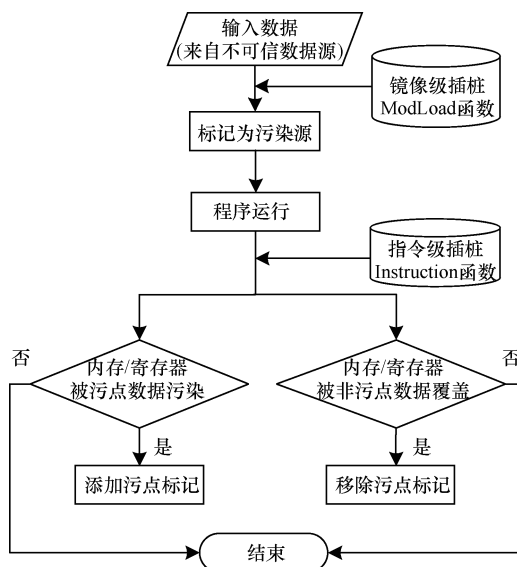 输入数据
(来自不可信数据源)
镜像级插桩
ModLoad函数
标记为污染源
程序运行
指令级插桩
Instruction函数
否
内存/寄存器
被污点数据污染
内存/寄存器
被非污点数据覆盖
否
是
是
添加污点标记
移除污点标记
结束